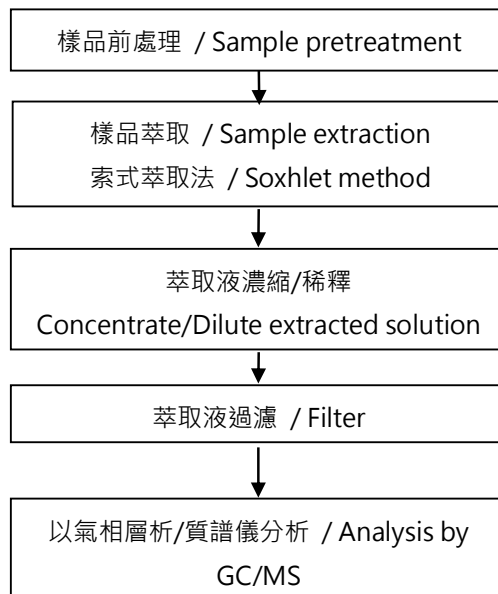 樣品前處理 / Sample pretreatment
樣品萃取 / Sample extraction
索式萃取法 / Soxhlet method
萃取液濃縮/稀釋
Concentrate/Dilute extracted solution
萃取液過濾 / Filter
以氣相層析/質譜儀分析 / Analysis by
GC/MS